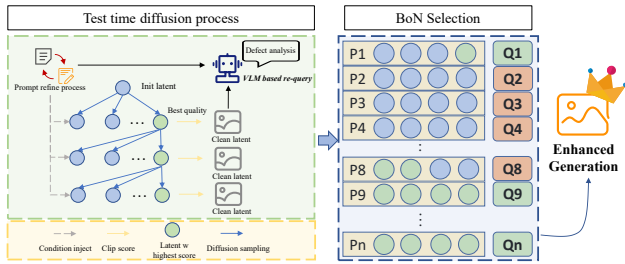 Test time diffusion process
BoN Selection
Defect analysis
VLM based re-query
Prompt refine process
Init latent
Best quality
Clean latent
Clean latent
Clean latent
Condition inject
Clip score
Latent w
highest score
Diffusion sampling
P1
Q1
P2
Q2
P3
Q3
P4
Q4
P8
Q8
P9
Q9
Pn
Qn
Enhanced
Generation